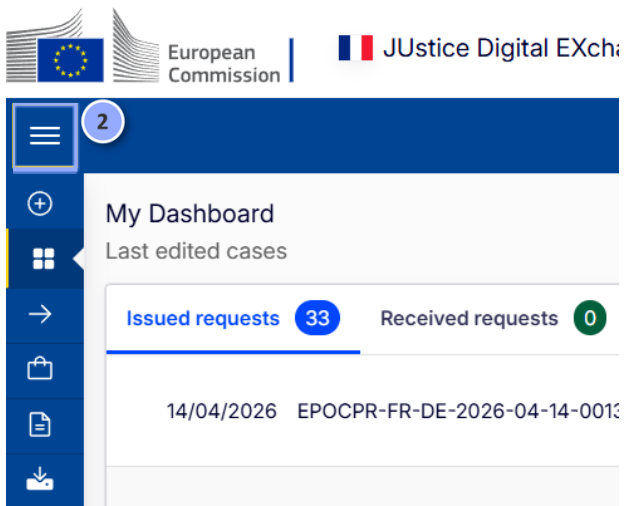 European
Commission
JUstice Digital EXcha
2
My Dashboard
Last edited cases
Issued requests 33 Received requests 0
14/04/2026 EPOCPR-FR-DE-2026-04-14-0013